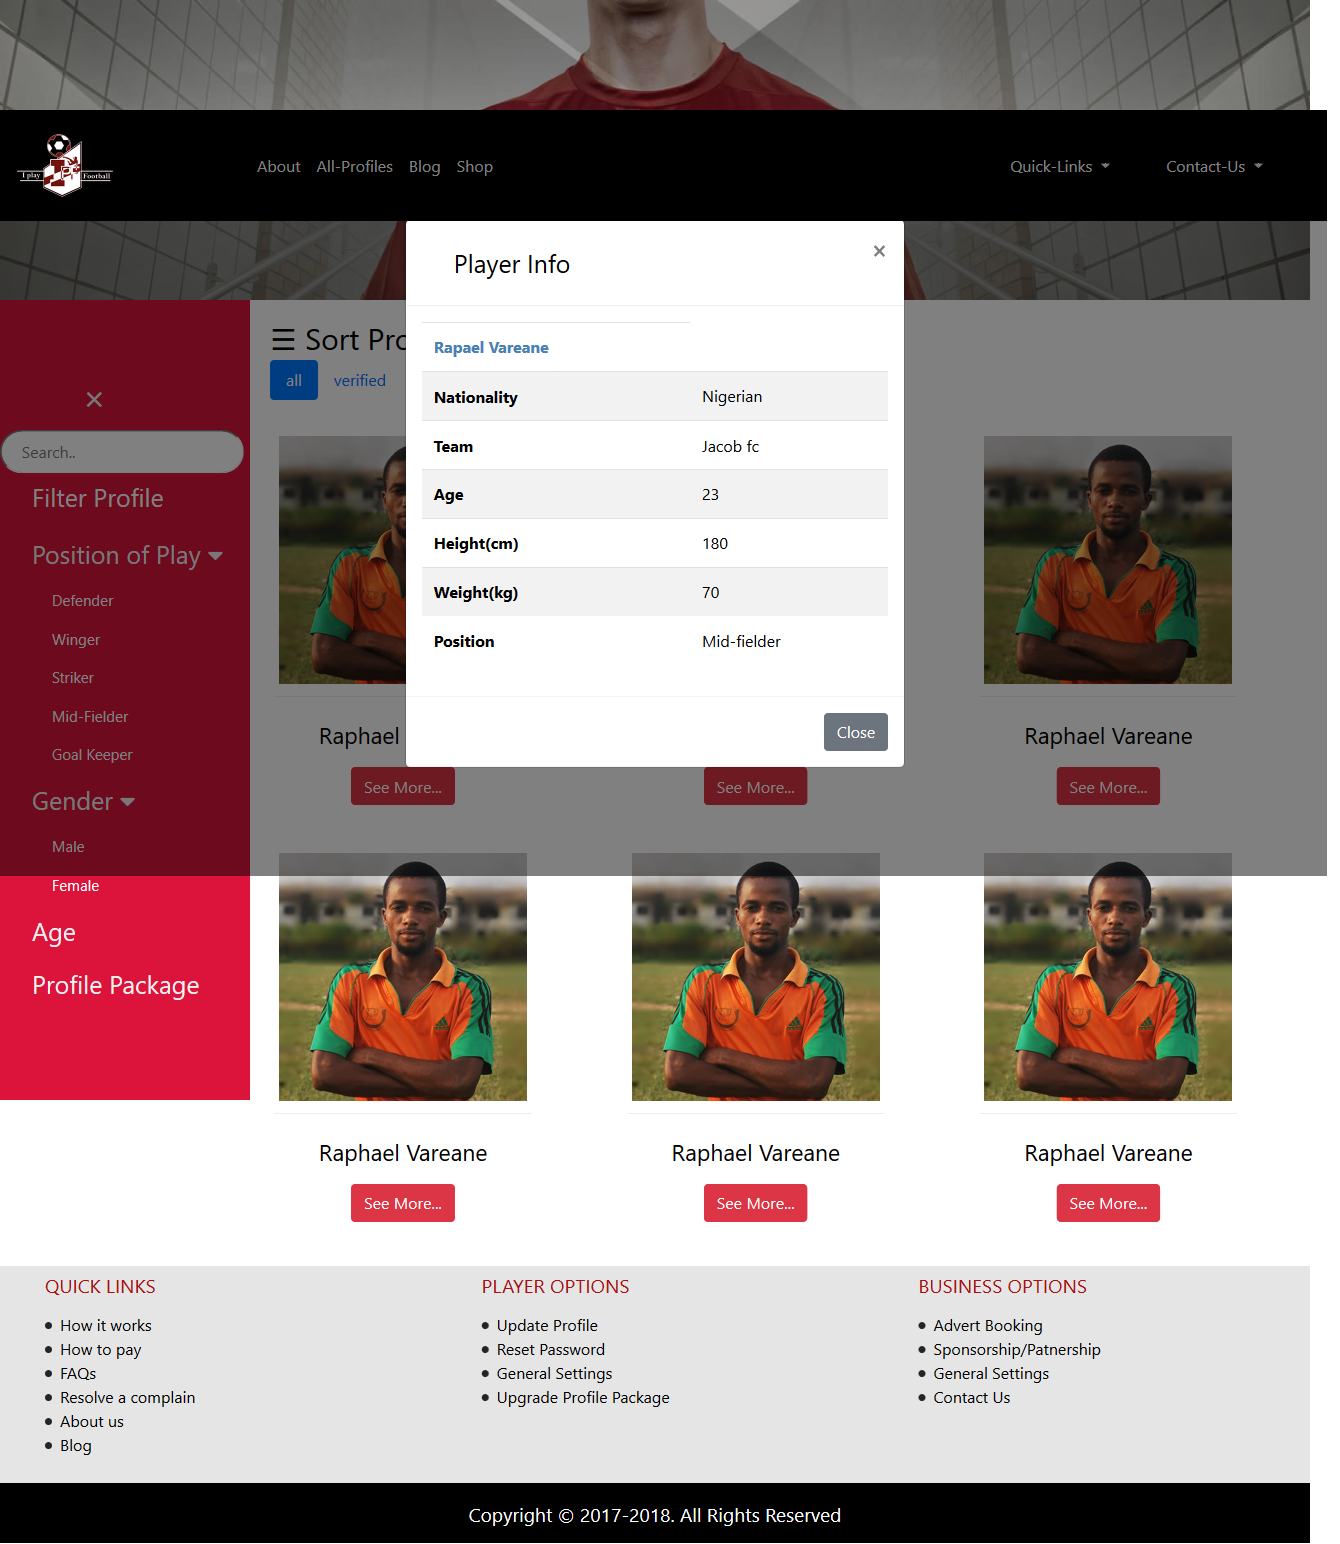 I play Football
About All-Profiles Blog Shop Quick-Links Contact-Us
Player Info ×
☰ Sort Pro
all verified
Rapael Vareane
Nationality Nigerian
Team Jacob fc
Age 23
Height(cm) 180
Weight(kg) 70
Position Mid-fielder
Close
×
Search..
Filter Profile
Position of Play
Defender
Winger
Striker
Mid-Fielder
Goal Keeper
Gender
Male
Female
Age
Profile Package
Raphael Raphael Vareane
See More... See More... See More...
Raphael Vareane Raphael Vareane Raphael Vareane
See More... See More... See More...
QUICK LINKS
How it works
How to pay
FAQs
Resolve a complain
About us
Blog
PLAYER OPTIONS
Update Profile
Reset Password
General Settings
Upgrade Profile Package
BUSINESS OPTIONS
Advert Booking
Sponsorship/Patnership
General Settings
Contact Us
Copyright © 2017-2018. All Rights Reserved